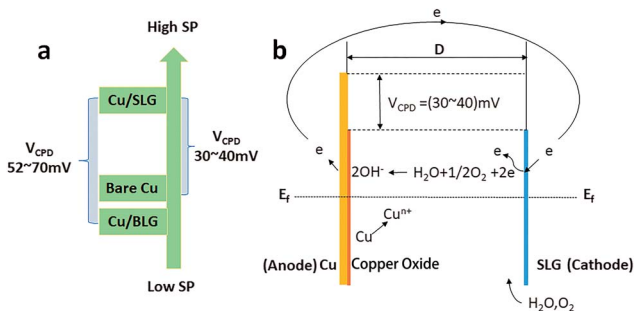 a
High SP
Cu/SLG
V_CPD
52~70mV
V_CPD
30~40mV
Bare Cu
Cu/BLG
Low SP
b
e
D
V_CPD =(30~40)mV
e
e
e
2OH⁻ ← H₂O+1/2O₂ +2e
E_f
E_f
Cuⁿ⁺
Cu
(Anode) Cu
Copper Oxide
SLG (Cathode)
H₂O,O₂